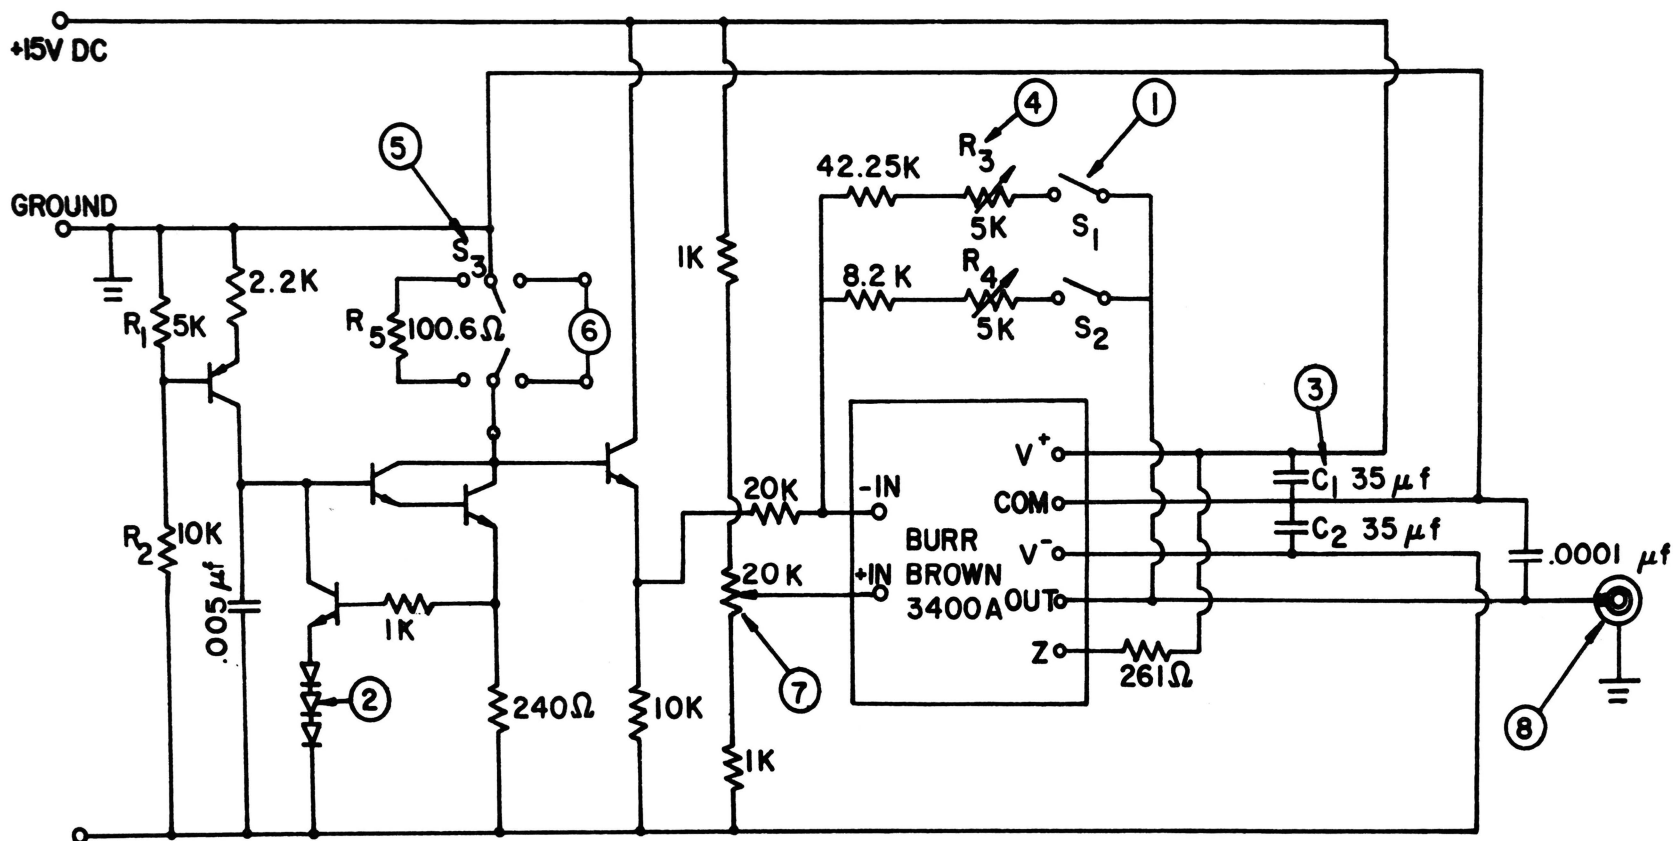 +15V DC
4
1
5
R3
42.25K
GROUND
5K
S1
S3
1K
R4
8.2 K
2.2K
R1 5K
R5 100.6Ω
6
5K
S2
3
V+
20K
-IN
C1 35 µf
COM
R2 10K
BURR
C2 35 µf
V-
20 K
+IN
BROWN
.0001 µf
3400A
OUT
.005 µf
1K
Z
261Ω
2
7
240Ω
10K
8
1K